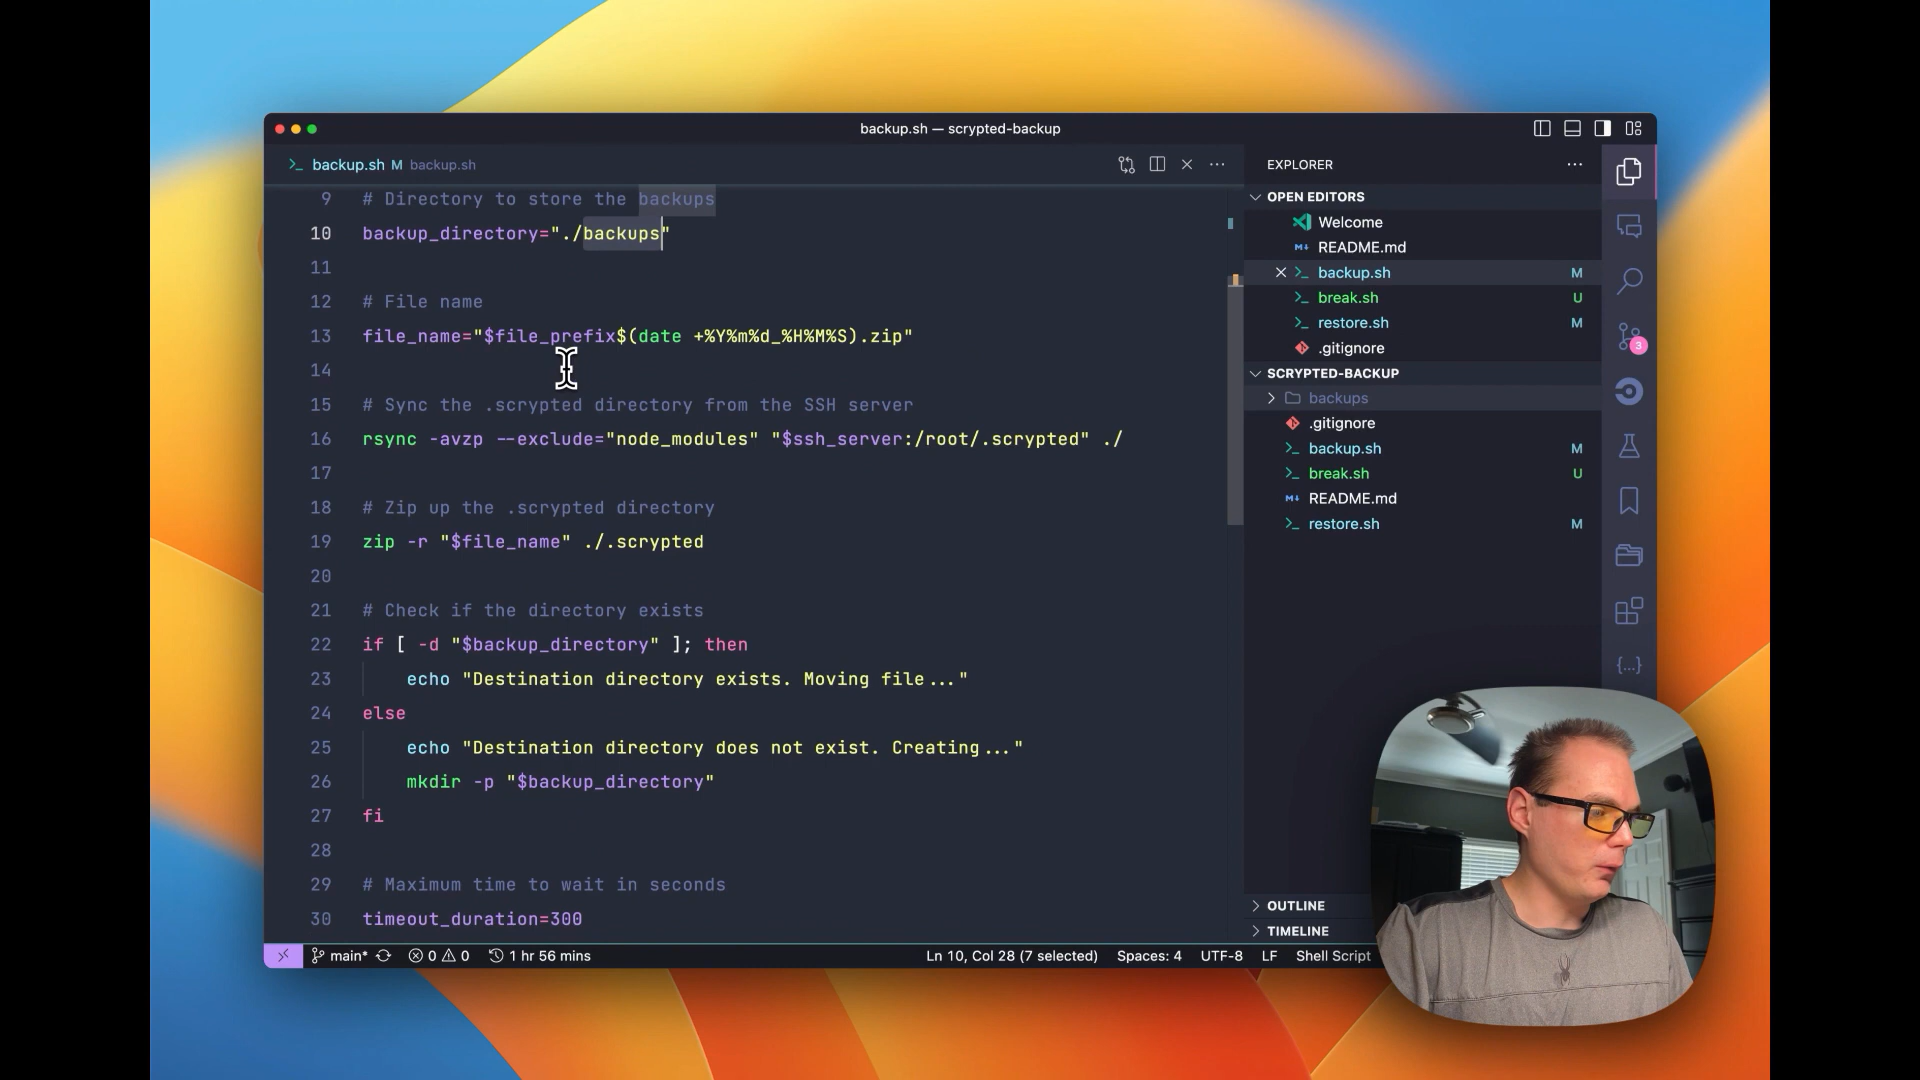 backup.sh — scrypted-backup
backup.sh M backup.sh
9 # Directory to store the backups
10 backup_directory="./backups"
11
12 # File name
13 file_name="$file_prefix$(date +%Y%m%d_%H%M%S).zip"
14
15 # Sync the .scrypted directory from the SSH server
16 rsync -avzp --exclude="node_modules" "$ssh_server:/root/.scrypted" ./
17
18 # Zip up the .scrypted directory
19 zip -r "$file_name" ./.scrypted
20
21 # Check if the directory exists
22 if [ -d "$backup_directory" ]; then
23 echo "Destination directory exists. Moving file..."
24 else
25 echo "Destination directory does not exist. Creating..."
26 mkdir -p "$backup_directory"
27 fi
28
29 # Maximum time to wait in seconds
30 timeout_duration=300
EXPLORER
OPEN EDITORS
Welcome
README.md
backup.sh M
break.sh U
restore.sh M
.gitignore
SCRYPTED-BACKUP
backups
.gitignore
backup.sh M
break.sh U
README.md
restore.sh M
OUTLINE
TIMELINE
3
main* 0 0 1 hr 56 mins Ln 10, Col 28 (7 selected) Spaces: 4 UTF-8 LF Shell Script